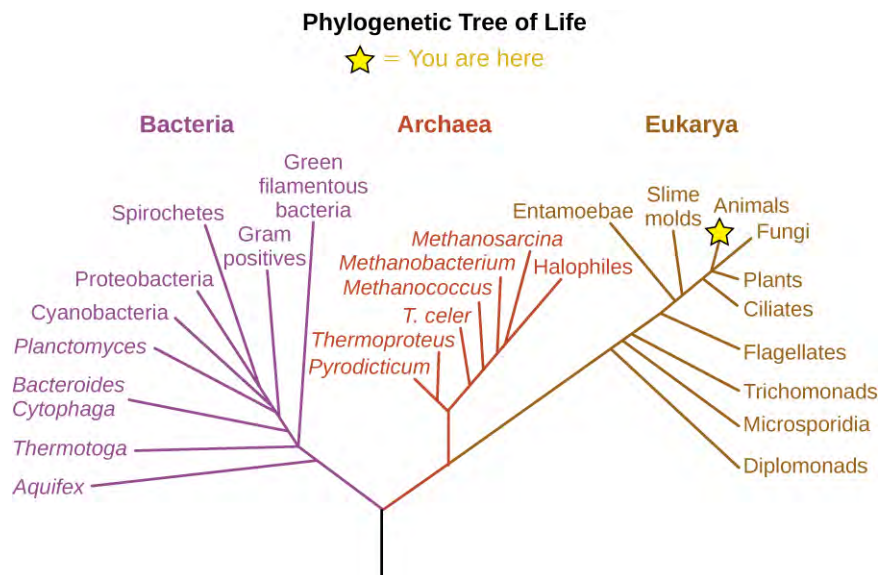 Phylogenetic Tree of Life
= You are here
Bacteria
Archaea
Eukarya
Green
filamentous
bacteria
Spirochetes
Gram
positives
Proteobacteria
Cyanobacteria
Planctomyces
Bacteroides
Cytophaga
Thermotoga
Aquifex
Methanosarcina
Methanobacterium
Halophiles
Methanococcus
T. celer
Thermoproteus
Pyrodicticum
Entamoebae
Slime
molds
Animals
Fungi
Plants
Ciliates
Flagellates
Trichomonads
Microsporidia
Diplomonads